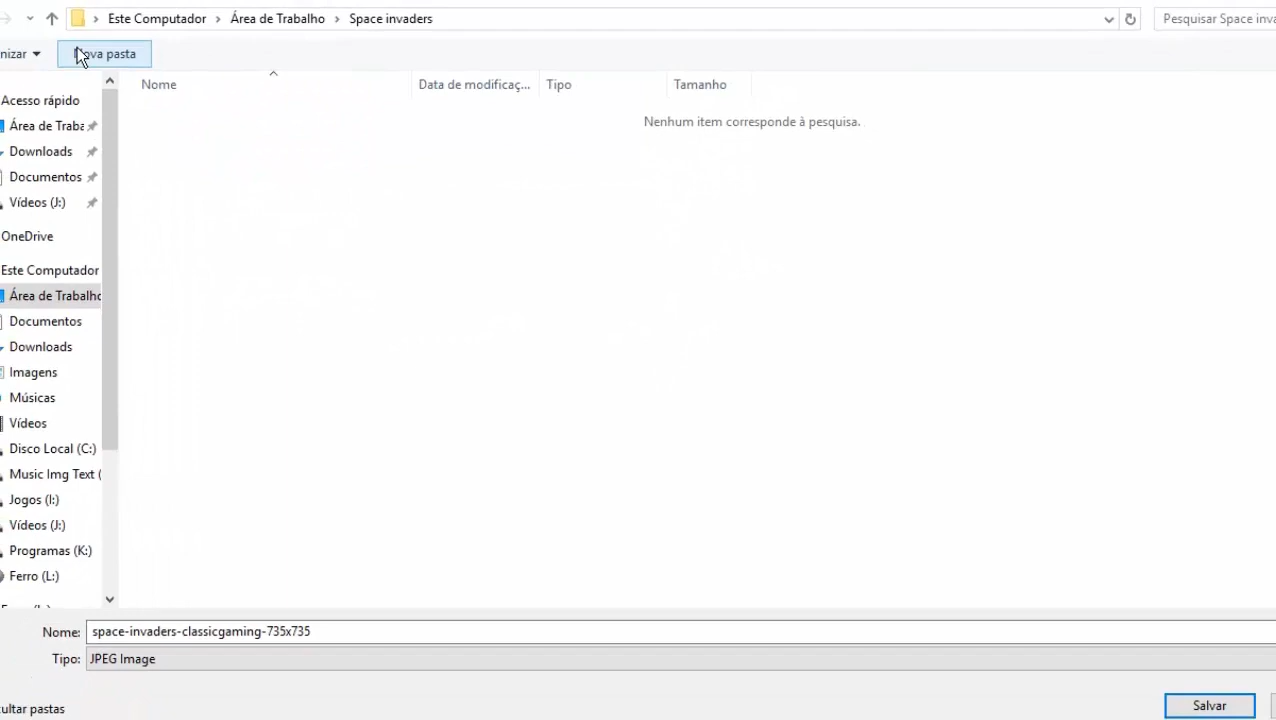 Este Computador > Área de Trabalho > Space invaders
Pesquisar Space inva
nizar
ova pasta
Nome Data de modificaç... Tipo Tamanho
Nenhum item corresponde à pesquisa.
Acesso rápido
Área de Traba
Downloads
Documentos
Vídeos (J:)
OneDrive
Este Computador
Área de Trabalho
Documentos
Downloads
Imagens
Músicas
Vídeos
Disco Local (C:)
Music Img Text (
Jogos (I:)
Vídeos (J:)
Programas (K:)
Ferro (L:)
Nome: space-invaders-classicgaming-735x735
Tipo: JPEG Image
ultar pastas
Salvar